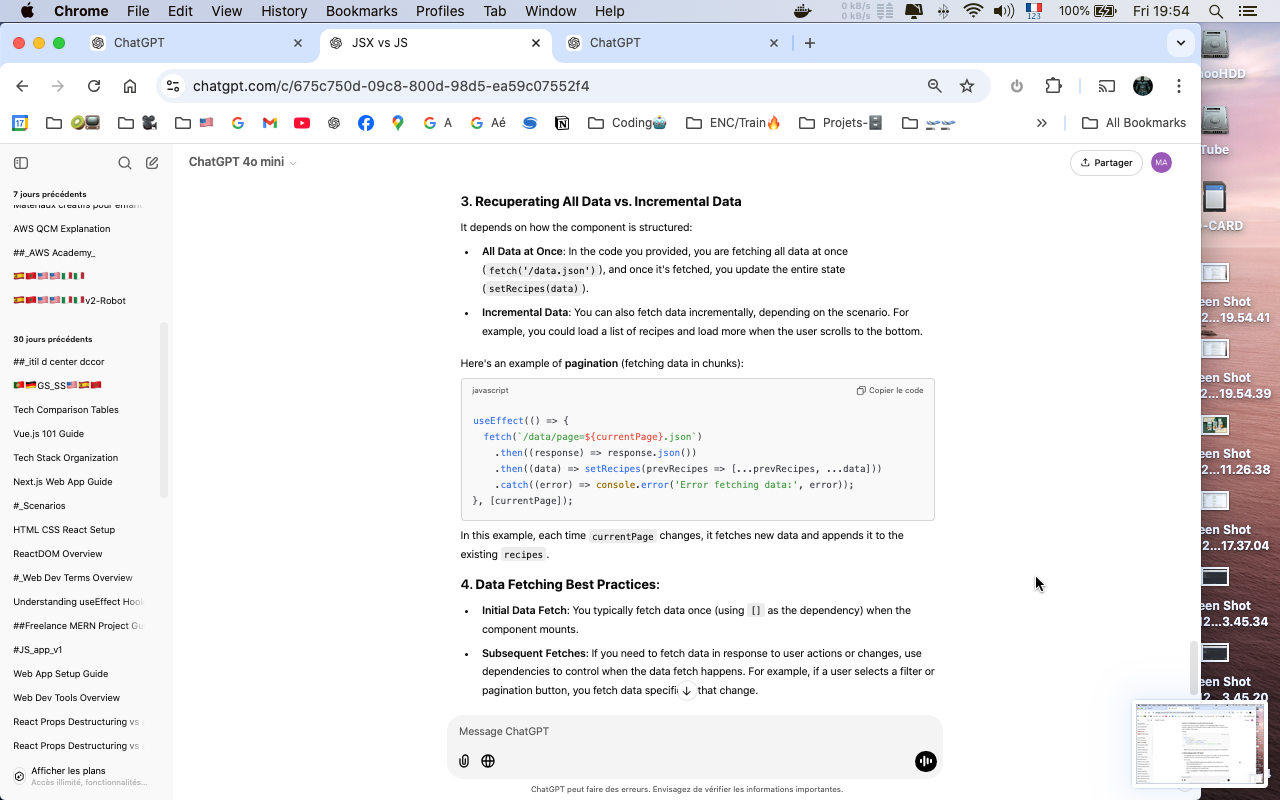 Chrome File Edit View History Bookmarks Profiles Tab Window Help 0 kB/s 0 kB/s 123 100% Fri 19:54
ChatGPT JSX vs JS ChatGPT
chatgpt.com/c/675c750d-09c8-800d-98d5-ea59c07552f4
17 A Aé Coding ENC/Train Projets- All Bookmarks
ChatGPT 4o mini
Partager
MA
7 jours précédents
AWS QCM Explanation
##_AWS Academy_
v2-Robot
30 jours précédents
##_itil d center dccor
GS_SS
Tech Comparison Tables
Vue.js 101 Guide
Tech Stack Organization
Next.js Web App Guide
#_Scenarios
HTML CSS React Setup
ReactDOM Overview
#_Web Dev Terms Overview
Understanding useEffect Hook
##Freelance MERN Project Gu
#JS_app_v1
Web App Setup Guide
Web Dev Tools Overview
React Props Destructuring vs
React Props Destructuring vs
Afficher les plans
Accès illimité, fonctionnalités...
3. Recuperating All Data vs. Incremental Data
It depends on how the component is structured:
• All Data at Once: In the code you provided, you are fetching all data at once
(fetch('/data.json')), and once it's fetched, you update the entire state
(setRecipes(data)).
• Incremental Data: You can also fetch data incrementally, depending on the scenario. For
example, you could load a list of recipes and load more when the user scrolls to the bottom.
Here's an example of pagination (fetching data in chunks):
javascript Copier le code
useEffect(() => {
fetch(`/data/page=${currentPage}.json`)
.then((response) => response.json())
.then((data) => setRecipes(prevRecipes => [...prevRecipes, ...data]))
.catch((error) => console.error('Error fetching data:', error));
}, [currentPage]);
In this example, each time currentPage changes, it fetches new data and appends it to the
existing recipes.
4. Data Fetching Best Practices:
• Initial Data Fetch: You typically fetch data once (using [] as the dependency) when the
component mounts.
• Subsequent Fetches: If you need to fetch data in response to user actions or changes, use
dependencies to control when the data fetch happens. For example, if a user selects a filter or
pagination button, you fetch data specifi that change.
Message ChatGPT
ChatGPT peut faire des erreurs. Envisagez de vérifier les informations importantes.
ooHDD
Tube
-CARD
een Shot
2...19.54.41
een Shot
2...19.54.39
een Shot
2...11.26.38
een Shot
2...17.37.04
een Shot
12...3.45.34
een Shot
12...3.45.20